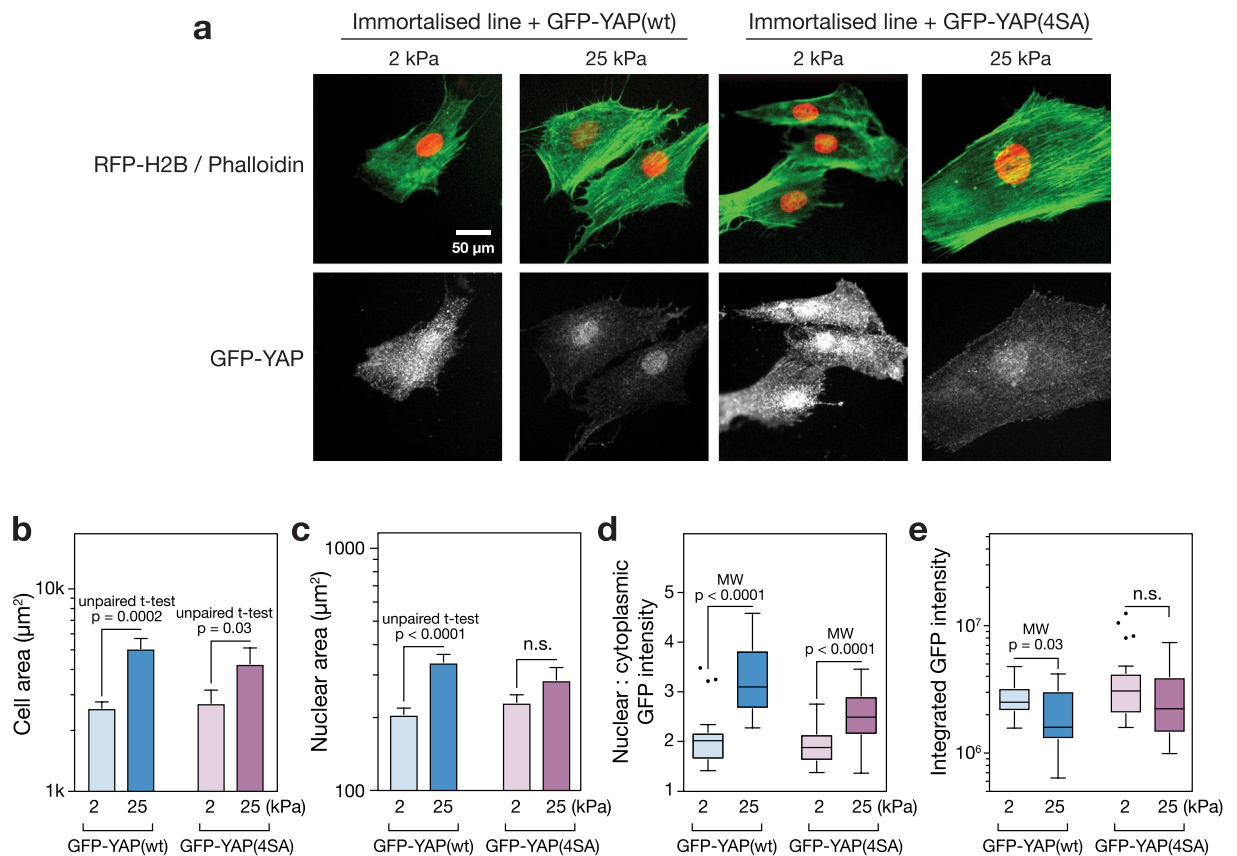 a
Immortalised line + GFP-YAP(wt)
Immortalised line + GFP-YAP(4SA)
2 kPa
25 kPa
2 kPa
25 kPa
RFP-H2B / Phalloidin
50 µm
GFP-YAP
b
Cell area (µm²)
10k
1k
unpaired t-test
p = 0.0002
unpaired t-test
p = 0.03
2 25 2 25 (kPa)
GFP-YAP(wt) GFP-YAP(4SA)
c
Nuclear area (µm²)
1000
100
unpaired t-test
p < 0.0001
n.s.
2 25 2 25 (kPa)
GFP-YAP(wt) GFP-YAP(4SA)
d
Nuclear : cytoplasmic
GFP intensity
5
4
3
2
1
MW
p < 0.0001
MW
p < 0.0001
2 25 2 25 (kPa)
GFP-YAP(wt) GFP-YAP(4SA)
e
Integrated GFP intensity
10⁷
10⁶
MW
p = 0.03
n.s.
2 25 2 25 (kPa)
GFP-YAP(wt) GFP-YAP(4SA)